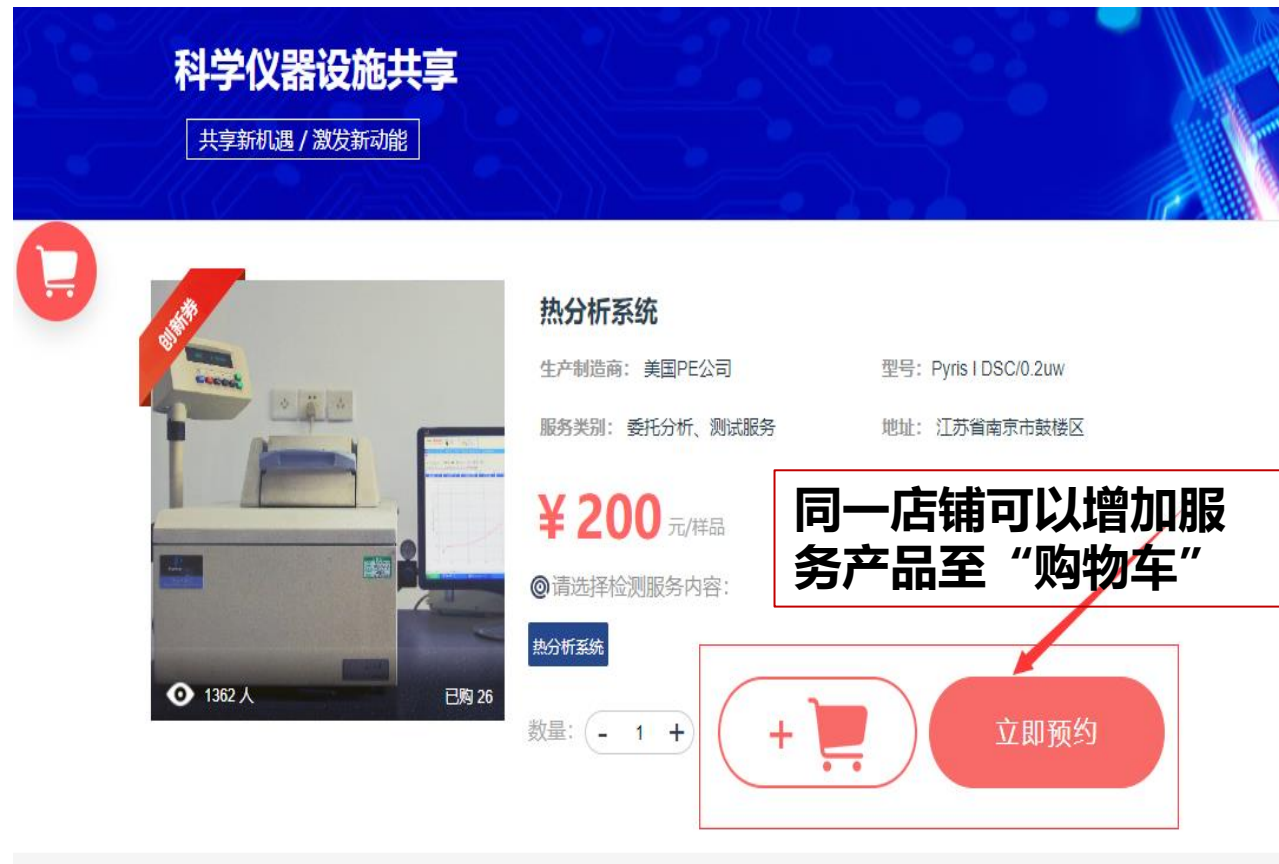 科学仪器设施共享
共享新机遇 / 激发新动能
创新券
热分析系统
生产制造商： 美国PE公司
型号： Pyris I DSC/0.2uw
服务类别： 委托分析、测试服务
地址： 江苏省南京市鼓楼区
¥ 200 元/样品
同一店铺可以增加服
务产品至“购物车”
请选择检测服务内容：
热分析系统
1362 人
已购 26
数量： - 1 +
+
立即预约